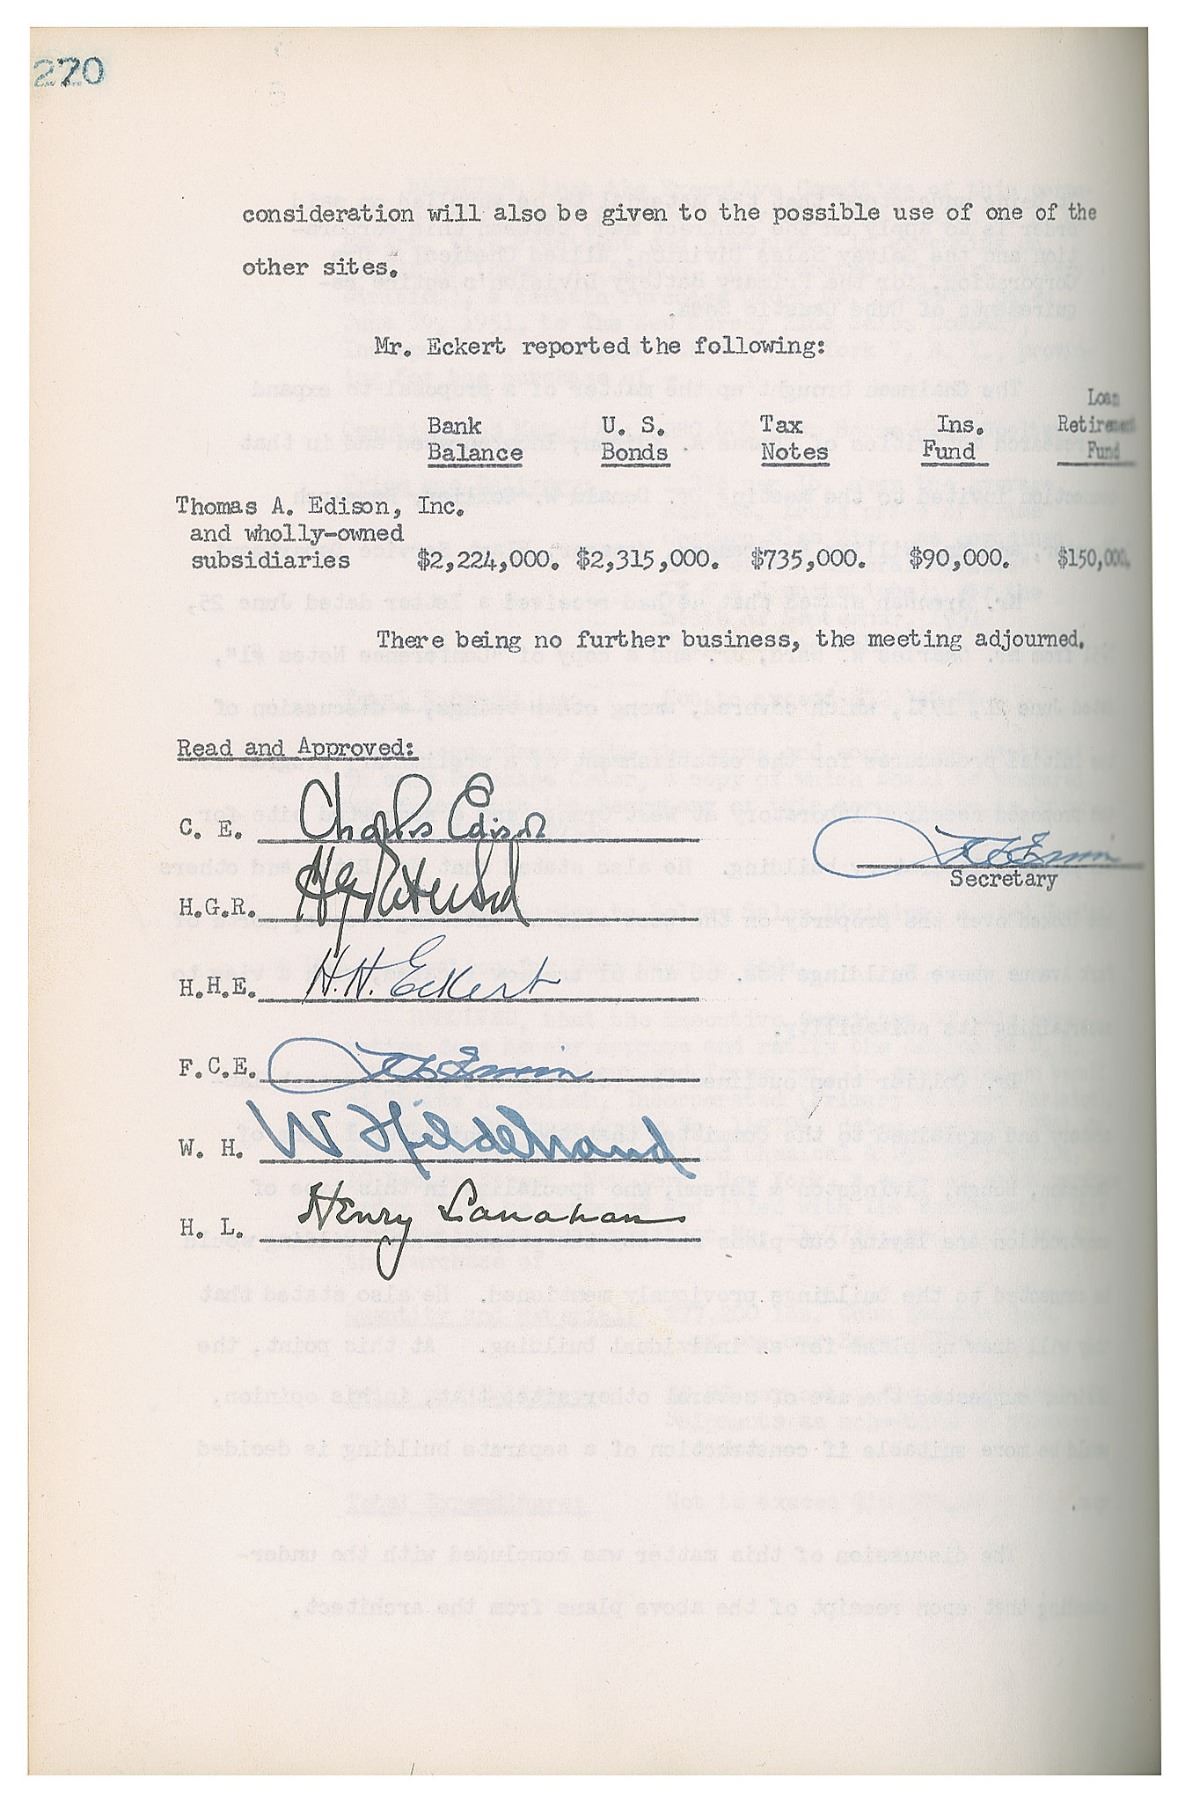 270
consideration will also be given to the possible use of one of the
other sites.
Mr. Eckert reported the following:
Bank Balance U. S. Bonds Tax Notes Ins. Fund Loan Retirement Fund
Thomas A. Edison, Inc.
and wholly-owned
subsidiaries $2,224,000. $2,315,000. $735,000. $90,000. $150,000.
There being no further business, the meeting adjourned.
Read and Approved:
C. E. Charles Edison
Secretary
H.G.R.
H.H.E. H.H. Eckert
F.C.E.
W. H. W Hildebrand
H. L. Henry Lanahan